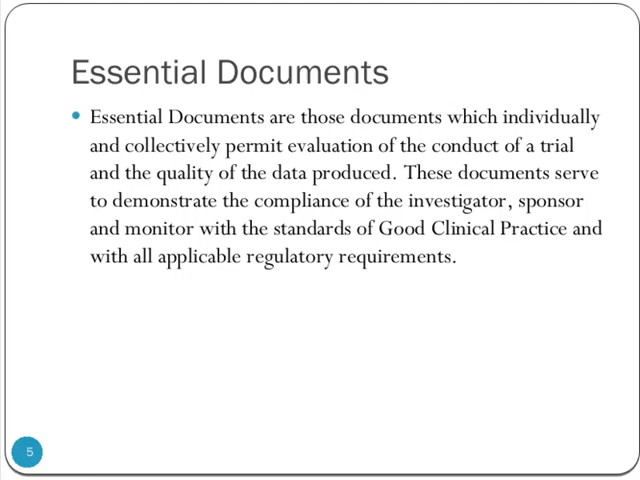 Essential Documents
• Essential Documents are those documents which individually
and collectively permit evaluation of the conduct of a trial
and the quality of the data produced. These documents serve
to demonstrate the compliance of the investigator, sponsor
and monitor with the standards of Good Clinical Practice and
with all applicable regulatory requirements.
5